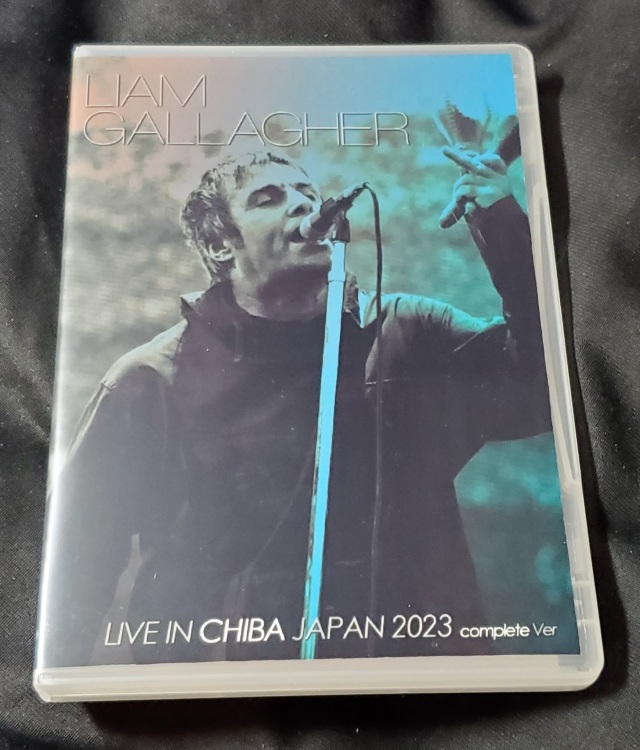 LIAM
GALLAGHER
LIVE IN CHIBA JAPAN 2023 complete Ver